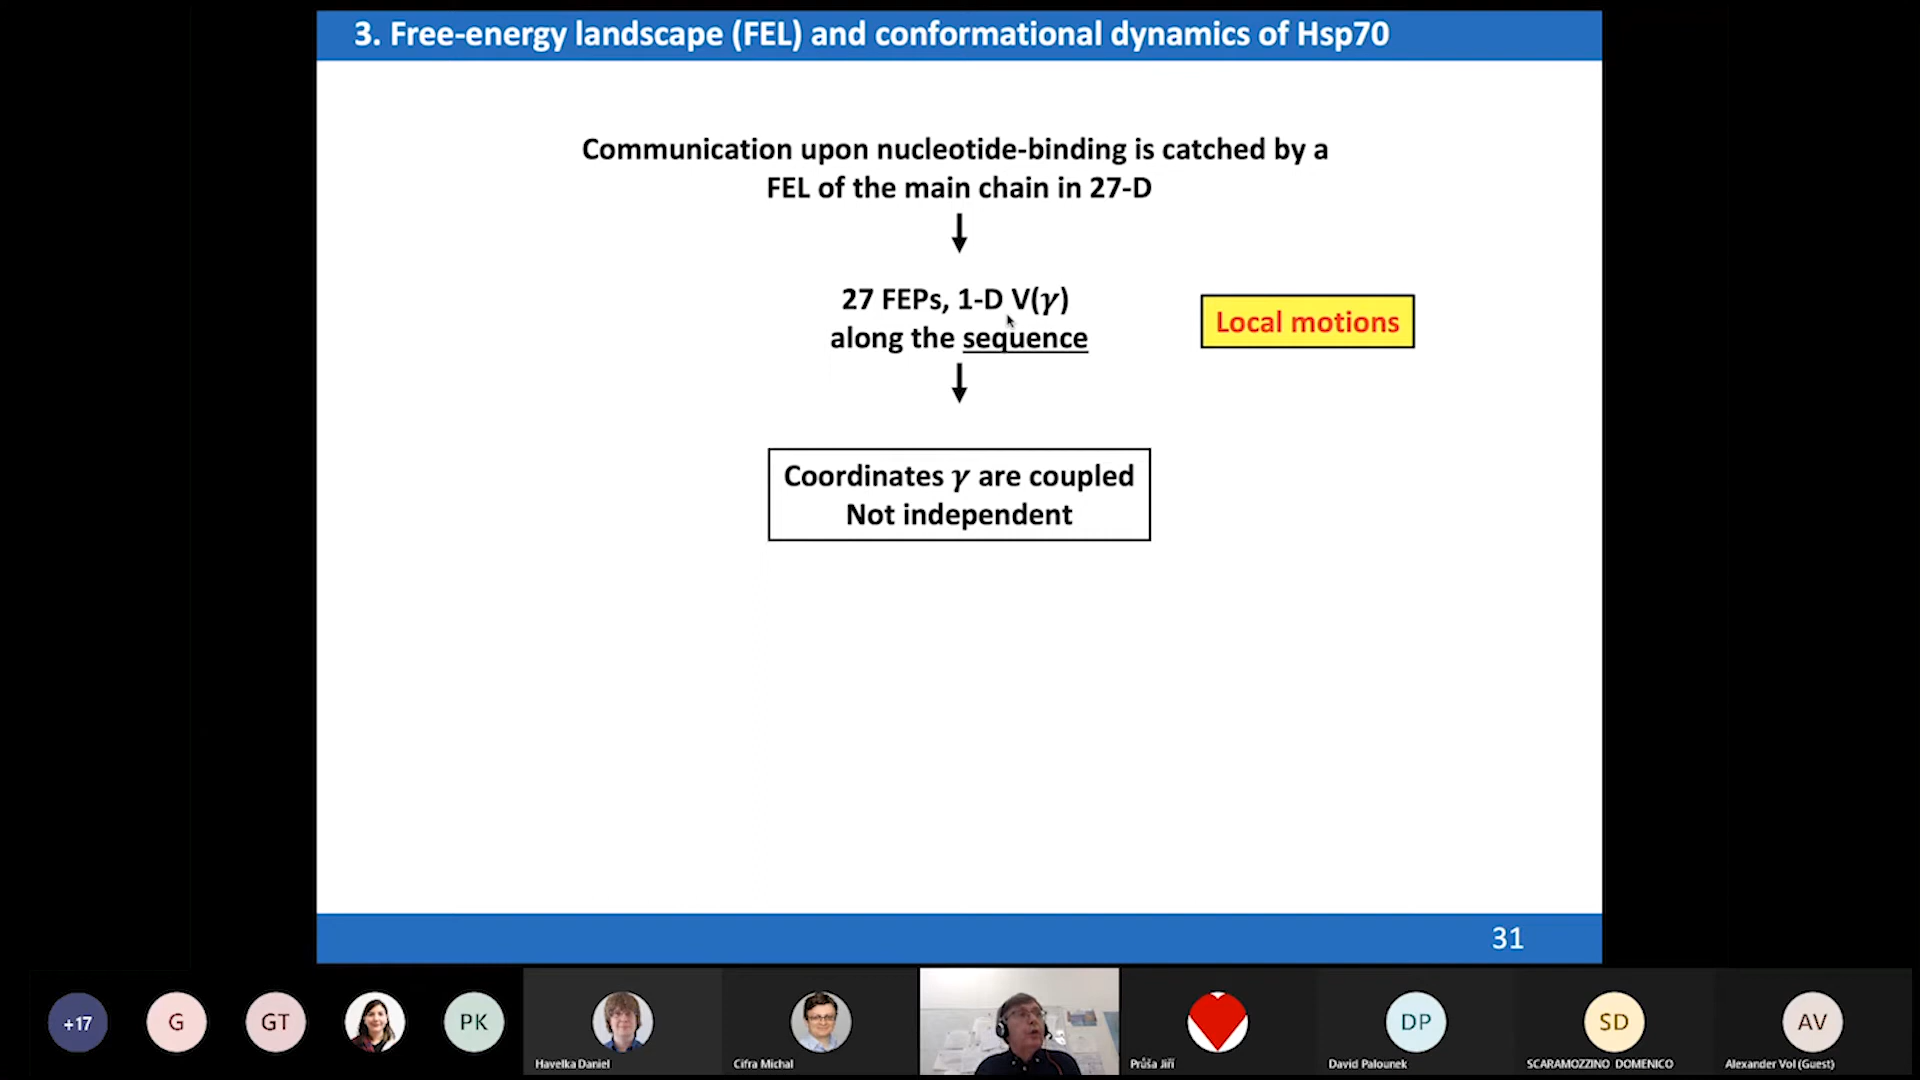 3. Free-energy landscape (FEL) and conformational dynamics of Hsp70
Communication upon nucleotide-binding is catched by a
FEL of the main chain in 27-D
27 FEPs, 1-D V(γ)
along the sequence
Local motions
Coordinates γ are coupled
Not independent
31
+17
G
GT
PK
Havelka Daniel
Cifra Michal
Průša Jiří
DP
David Palounek
SD
SCARAMOZZINO DOMENICO
AV
Alexander Vol (Guest)